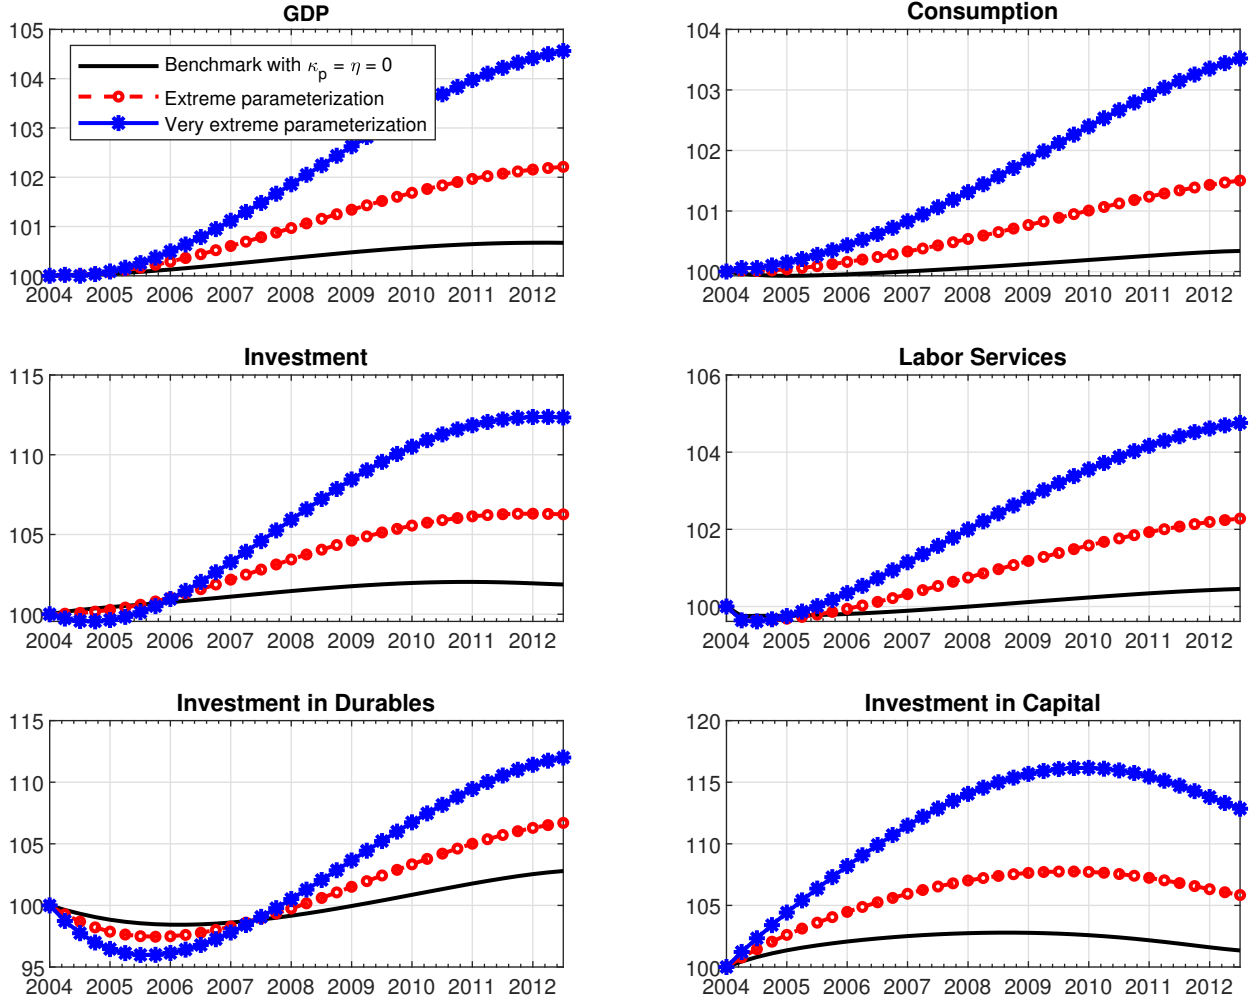 GDP
105
104
103
102
101
100
2004 2005 2006 2007 2008 2009 2010 2011 2012
Benchmark with κp = η = 0
Extreme parameterization
Very extreme parameterization
Consumption
104
103
102
101
100
2004 2005 2006 2007 2008 2009 2010 2011 2012
Investment
115
110
105
100
2004 2005 2006 2007 2008 2009 2010 2011 2012
Labor Services
106
104
102
100
2004 2005 2006 2007 2008 2009 2010 2011 2012
Investment in Durables
115
110
105
100
95
2004 2005 2006 2007 2008 2009 2010 2011 2012
Investment in Capital
120
115
110
105
100
2004 2005 2006 2007 2008 2009 2010 2011 2012